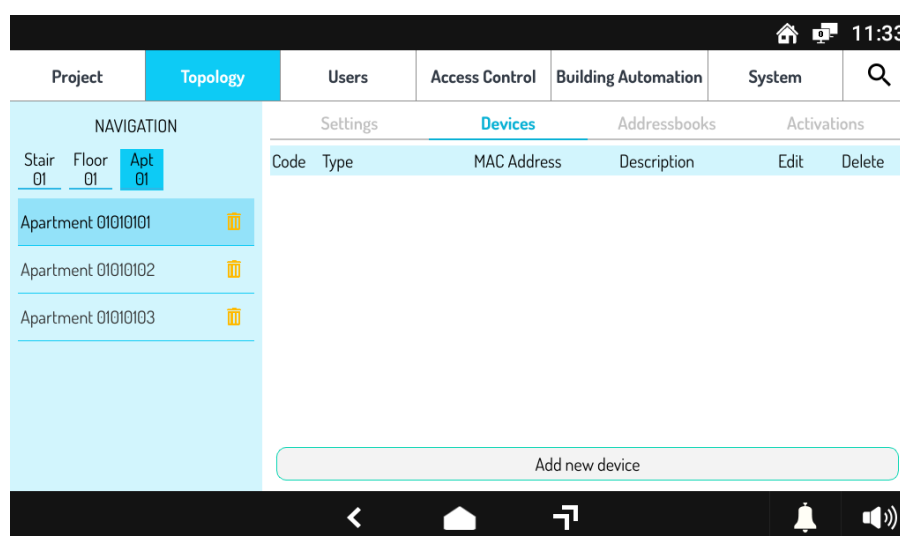 11:33
Project Topology Users Access Control Building Automation System
NAVIGATION
Settings Devices Addressbooks Activations
Stair Floor Apt
01 01 01
Code Type MAC Address Description Edit Delete
Apartment 01010101
Apartment 01010102
Apartment 01010103
Add new device